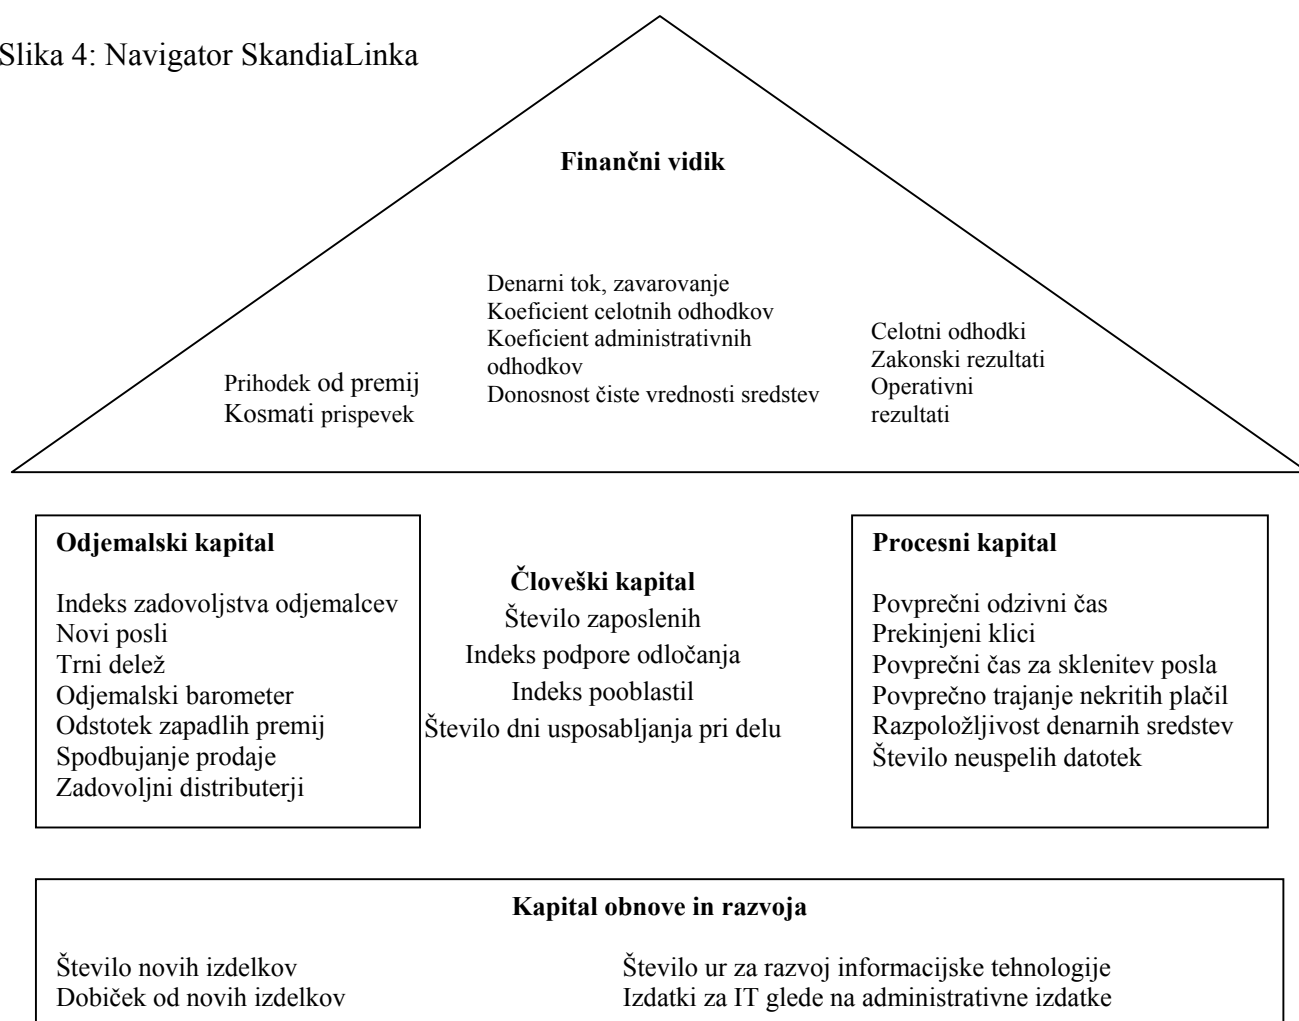 Slika 4: Navigator SkandiaLinka
Finančni vidik
Denarni tok, zavarovanje
Koeficient celotnih odhodkov
Koeficient administrativnih
odhodkov
Donosnost čiste vrednosti sredstev
Celotni odhodki
Zakonski rezultati
Operativni
rezultati
Prihodek od premij
Kosmati prispevek
Odjemalski kapital
Indeks zadovoljstva odjemalcev
Novi posli
Trni delež
Odjemalski barometer
Odstotek zapadlih premij
Spodbujanje prodaje
Zadovoljni distributerji
Človeški kapital
Število zaposlenih
Indeks podpore odločanja
Indeks pooblastil
Število dni usposabljanja pri delu
Procesni kapital
Povprečni odzivni čas
Prekinjeni klici
Povprečni čas za sklenitev posla
Povprečno trajanje nekritih plačil
Razpoložljivost denarnih sredstev
Število neuspelih datotek
Kapital obnove in razvoja
Število novih izdelkov
Dobiček od novih izdelkov
Število ur za razvoj informacijske tehnologije
Izdatki za IT glede na administrativne izdatke